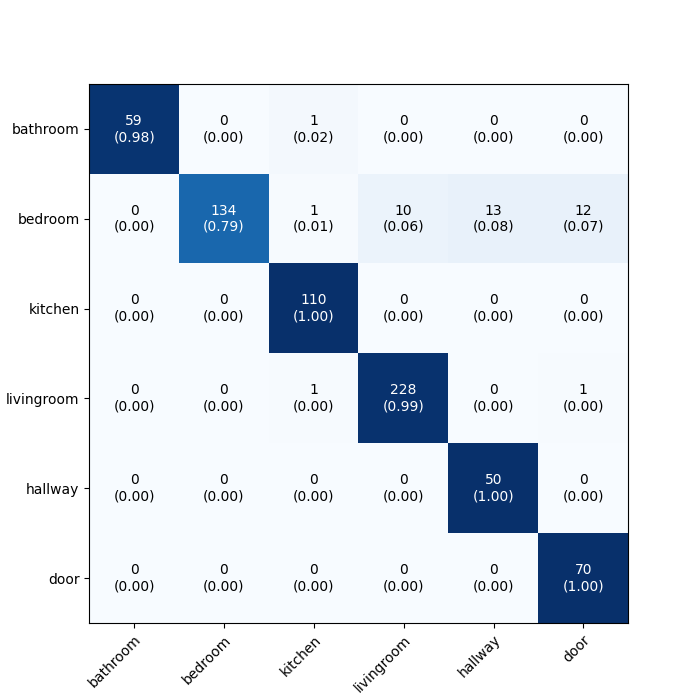 bathroom
59 0 1 0 0 0
(0.98) (0.00) (0.02) (0.00) (0.00) (0.00)
bedroom
0 134 1 10 13 12
(0.00) (0.79) (0.01) (0.06) (0.08) (0.07)
kitchen
0 0 110 0 0 0
(0.00) (0.00) (1.00) (0.00) (0.00) (0.00)
livingroom
0 0 1 228 0 1
(0.00) (0.00) (0.00) (0.99) (0.00) (0.00)
hallway
0 0 0 0 50 0
(0.00) (0.00) (0.00) (0.00) (1.00) (0.00)
door
0 0 0 0 0 70
(0.00) (0.00) (0.00) (0.00) (0.00) (1.00)
bathroom bedroom kitchen livingroom hallway door